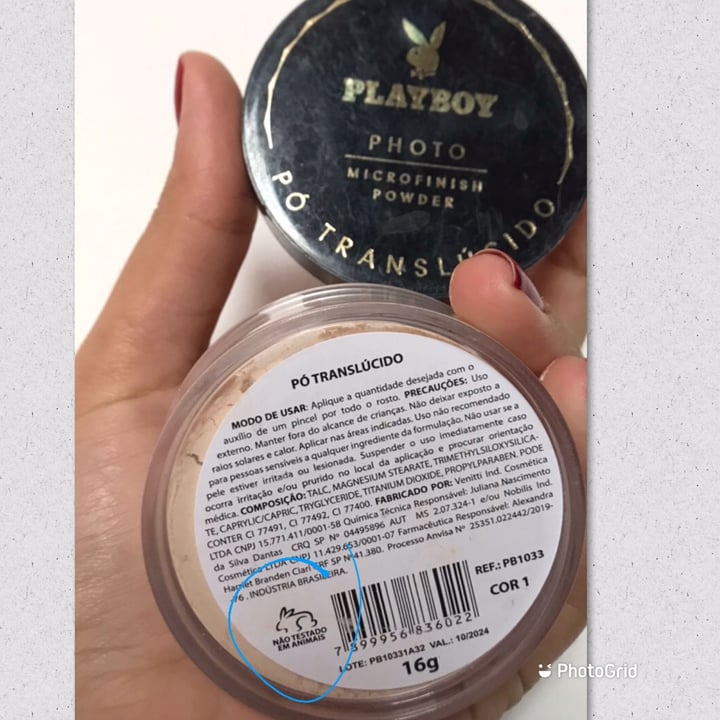 PLAYBOY
PHOTO
MICROFINISH
POWDER
PÓ TRANSLÚCIDO
PÓ TRANSLÚCIDO
MODO DE USAR: Aplique a quantidade desejada com o
auxílio de um pincel por todo o rosto. PRECAUÇÕES: Uso
externo. Manter fora do alcance de crianças. Não deixar exposto a
raios solares e calor. Aplicar nas áreas indicadas. Uso não recomendado
para pessoas sensíveis a qualquer ingrediente da formulação. Não usar se a
pele estiver irritada ou lesionada. Suspender o uso imediatamente caso
ocorra irritação e/ou prurido no local da aplicação e procurar orientação
médica. COMPOSIÇÃO: TALC, MAGNESIUM STEARATE, TRIMETHYLSILOXYSILICA-
TE, CAPRYLIC/CAPRIC, TRYGLYCERIDE, TITANIUM DIOXIDE, PROPYLPARABEN. PODE
CONTER CI 77491, CI 77492, CI 77400. FABRICADO POR: Venitti Ind. Cosmética
LTDA CNPJ 15.771.411/0001-58 Química Técnica Responsável: Juliana Nascimento
da Silva Dantas CRQ SP Nº 04495896 AUT MS 2.07.324-1 e/ou Nobilis Ind.
Cosmética LTDA CNPJ 11.429.653/0001-07 Farmacêutica Responsável: Alexandra
Harriet Branden Ciari CRF SP Nº 41.380. Processo Anvisa Nº 25351.022442/2019-
76. INDÚSTRIA BRASILEIRA.
REF.: PB1033
COR 1
NÃO TESTADO
EM ANIMAIS
7 899956 836022
LOTE: PB10331A32 VAL.: 10/2024
16g
PhotoGrid